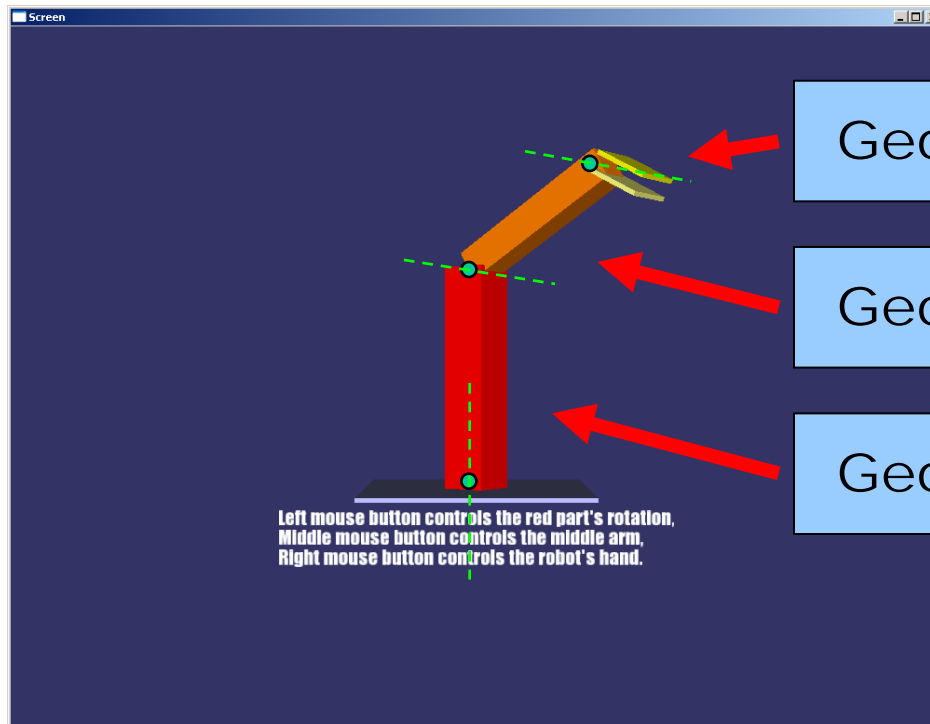 Screen
Geo
Geo
Geo
Left mouse button controls the red part's rotation,
Middle mouse button controls the middle arm,
Right mouse button controls the robot's hand.